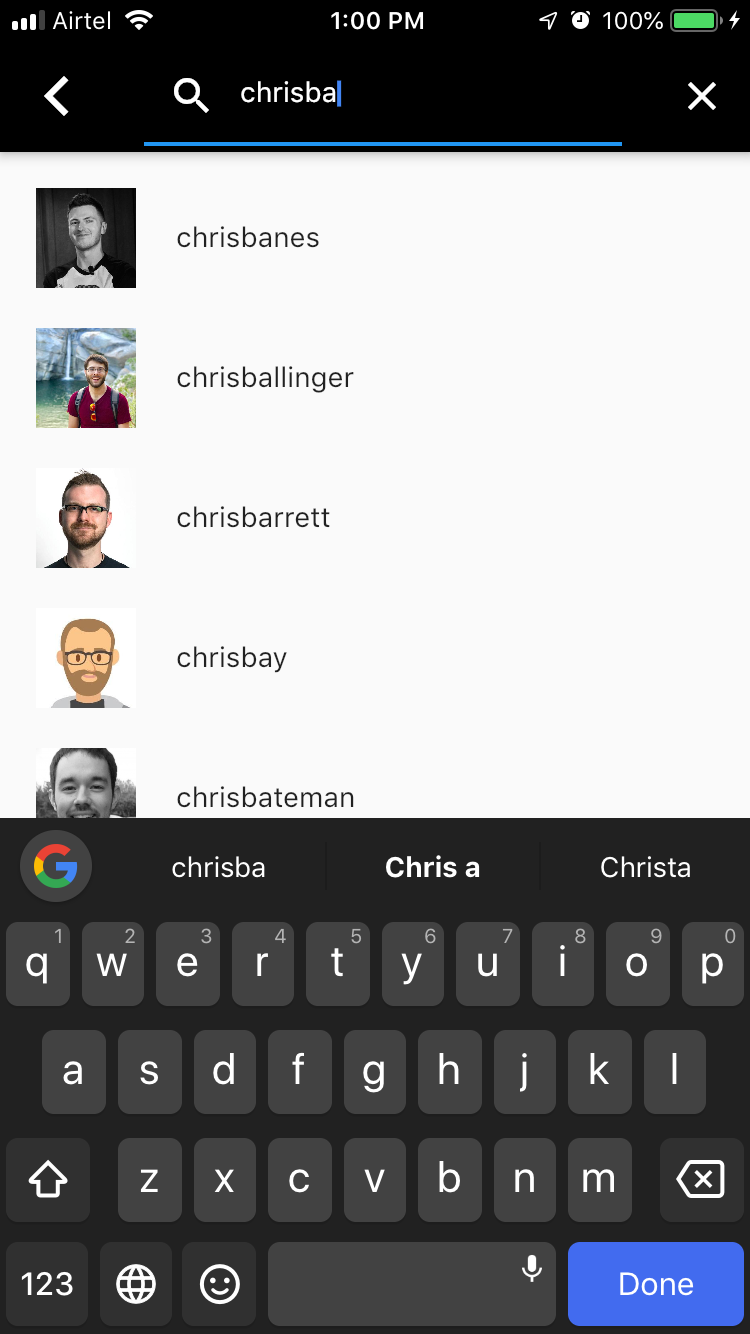 Airtel 1:00 PM 100%
chrisba
chrisbanes
chrisballinger
chrisbarrett
chrisbay
chrisbateman
G chrisba Chris a Christa
1 2 3 4 5 6 7 8 9 0
q w e r t y u i o p
a s d f g h j k l
z x c v b n m
123 Done